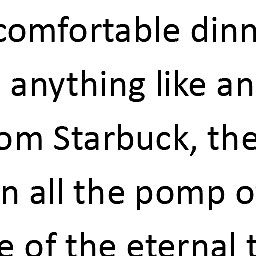 comfortable dinn
anything like an
om Starbuck, the
n all the pomp o
e of the eternal t